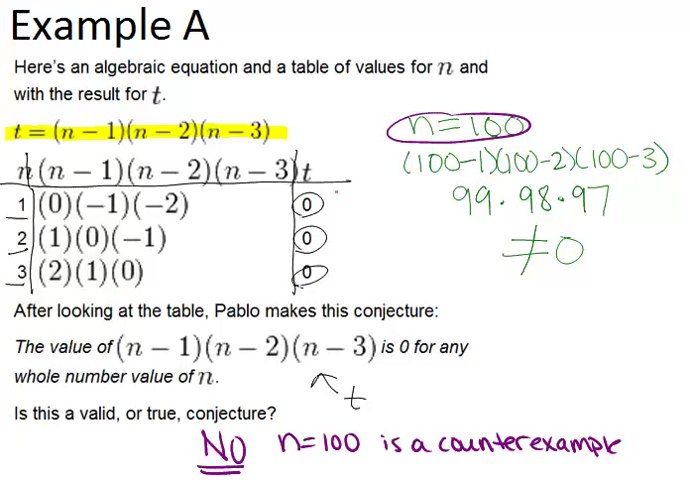 Example A
Here's an algebraic equation and a table of values for n and
with the result for t.
t = (n − 1)(n − 2)(n − 3)
n (n − 1)(n − 2)(n − 3) t
1 (0)(−1)(−2) 0
2 (1)(0)(−1) 0
3 (2)(1)(0) 0
n=100
(100-1)(100-2)(100-3)
99·98·97
≠0
After looking at the table, Pablo makes this conjecture:
The value of (n − 1)(n − 2)(n − 3) is 0 for any
whole number value of n.
t
Is this a valid, or true, conjecture?
NO n=100 is a counterexample